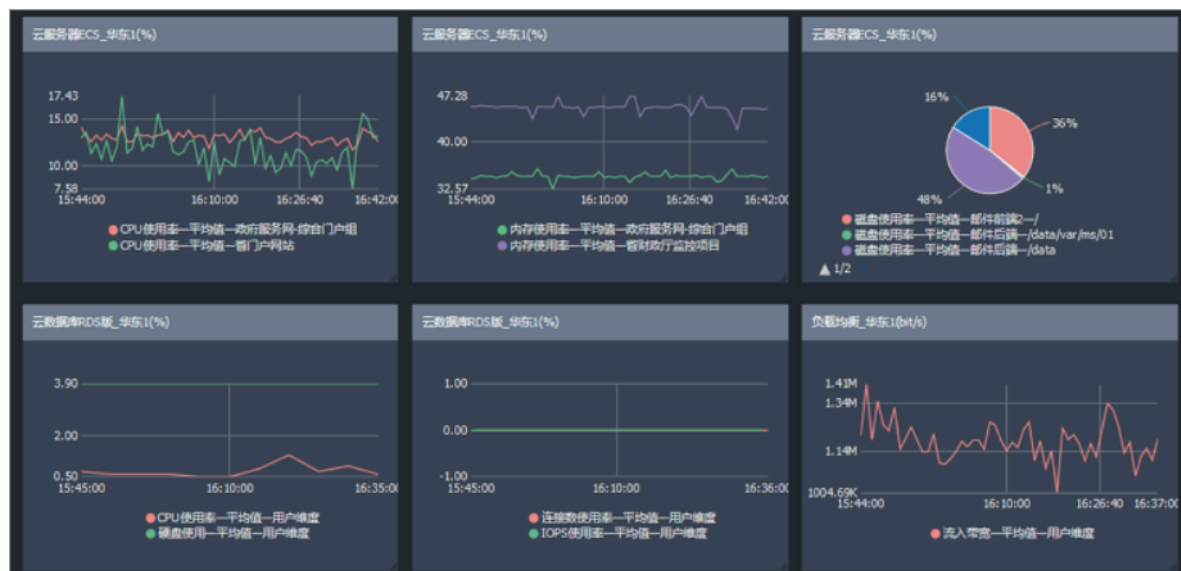 云服务器ECS_华东1(%)
17.43
15.00
10.00
7.58
15:44:00
16:10:00
16:26:40
16:42:00
CPU使用率—平均值—政府服务网-综合门户组
CPU使用率—平均值—省门户网站
云服务器ECS_华东1(%)
47.28
40.00
32.57
15:44:00
16:10:00
16:26:40
16:42:00
内存使用率—平均值—政府服务网-综合门户组
内存使用率—平均值—省财政厅监控项目
云服务器ECS_华东1(%)
16%
36%
1%
48%
磁盘使用率—平均值—邮件前端2—/
磁盘使用率—平均值—邮件后端—/data/var/ms/01
磁盘使用率—平均值—邮件后端—/data
1/2
云数据库RDS版_华东1(%)
3.90
2.00
0.50
15:45:00
16:10:00
16:35:00
CPU使用率—平均值—用户维度
硬盘使用—平均值—用户维度
云数据库RDS版_华东1(%)
1.00
0.00
-1.00
15:45:00
16:10:00
16:36:00
连接数使用率—平均值—用户维度
IOPS使用率—平均值—用户维度
负载均衡_华东1(bit/s)
1.41M
1.34M
1.14M
1004.69K
15:44:00
16:10:00
16:26:40
16:37:00
流入带宽—平均值—用户维度